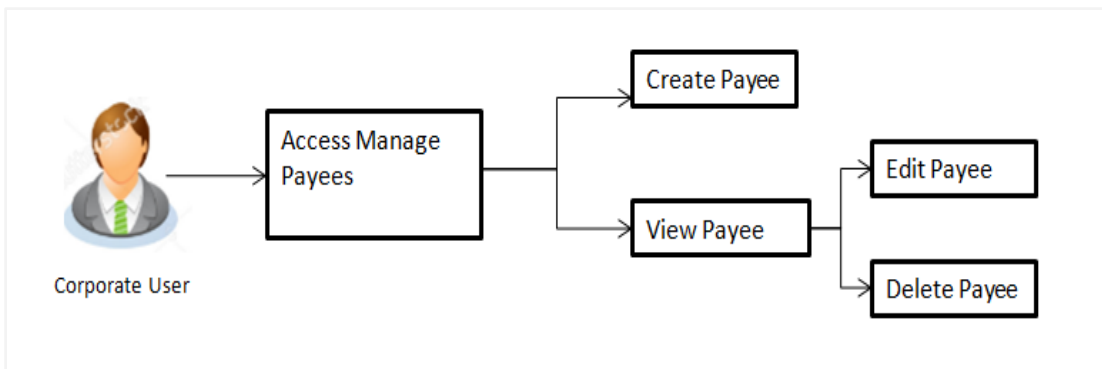 Create Payee
Access Manage
Payees
Edit Payee
View Payee
Delete Payee
Corporate User